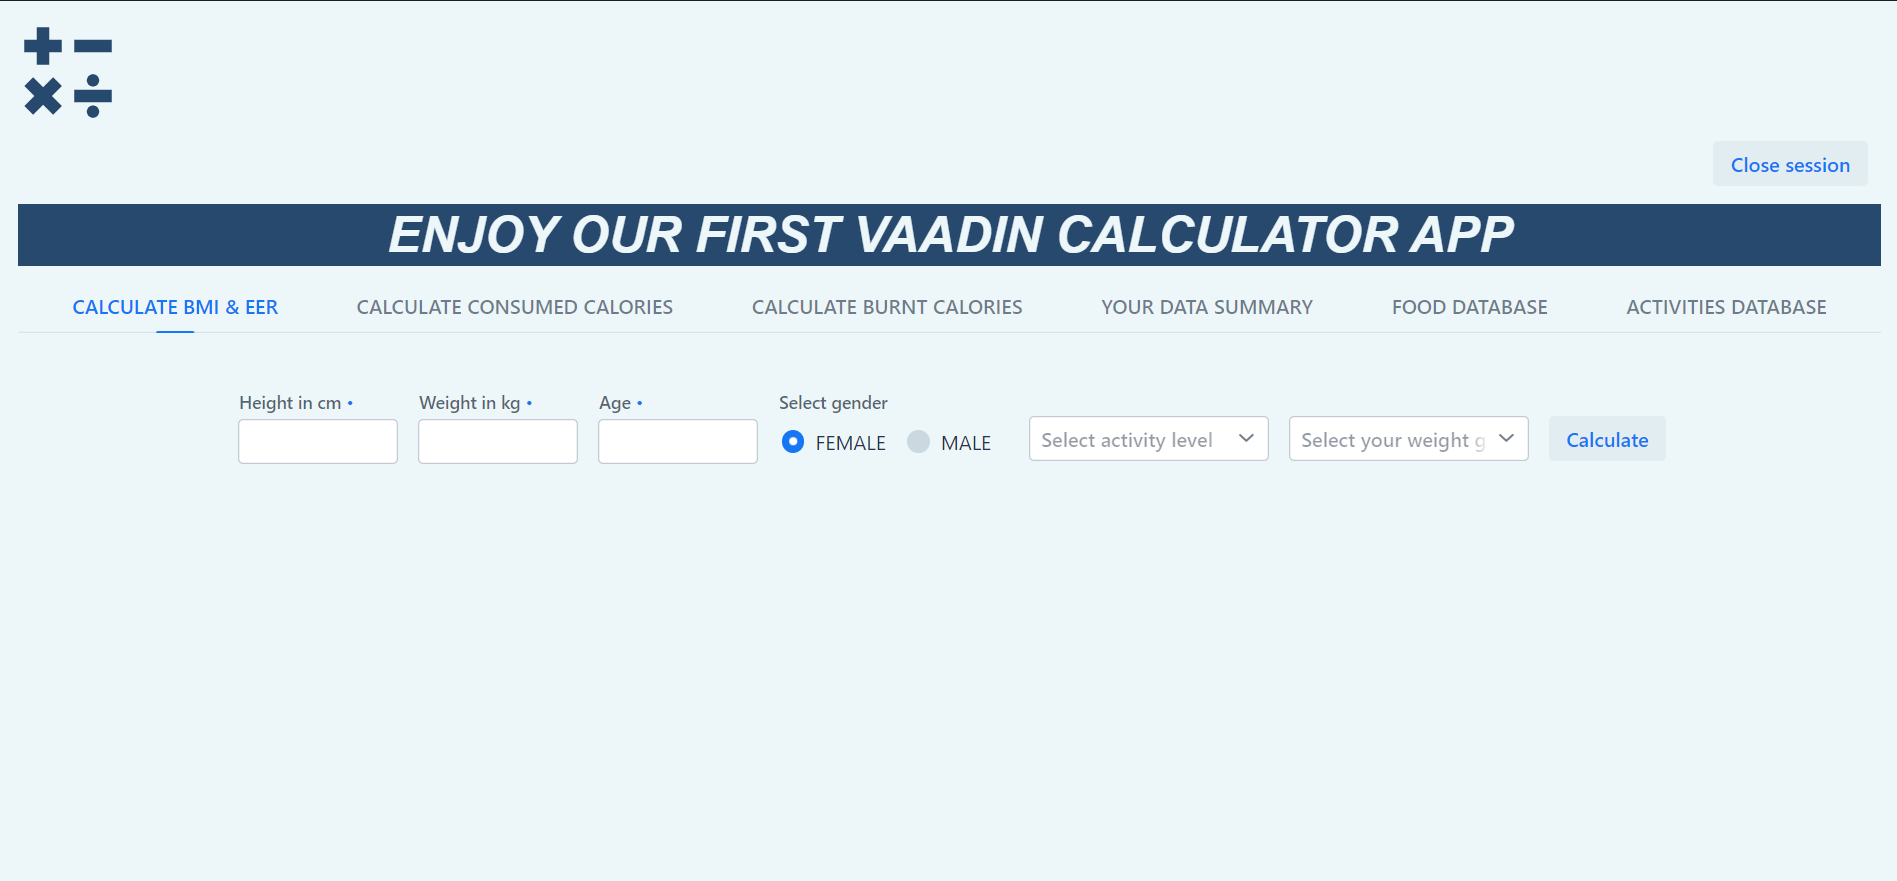 Close session
ENJOY OUR FIRST VAADIN CALCULATOR APP
CALCULATE BMI & EER CALCULATE CONSUMED CALORIES CALCULATE BURNT CALORIES YOUR DATA SUMMARY FOOD DATABASE ACTIVITIES DATABASE
Height in cm • Weight in kg • Age • Select gender
FEMALE MALE Select activity level Select your weight g Calculate